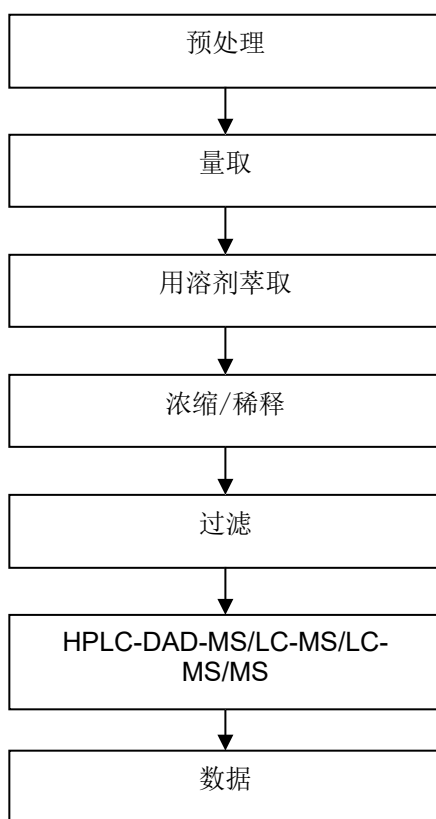 预处理
量取
用溶剂萃取
浓缩/稀释
过滤
HPLC-DAD-MS/LC-MS/LC-
MS/MS
数据